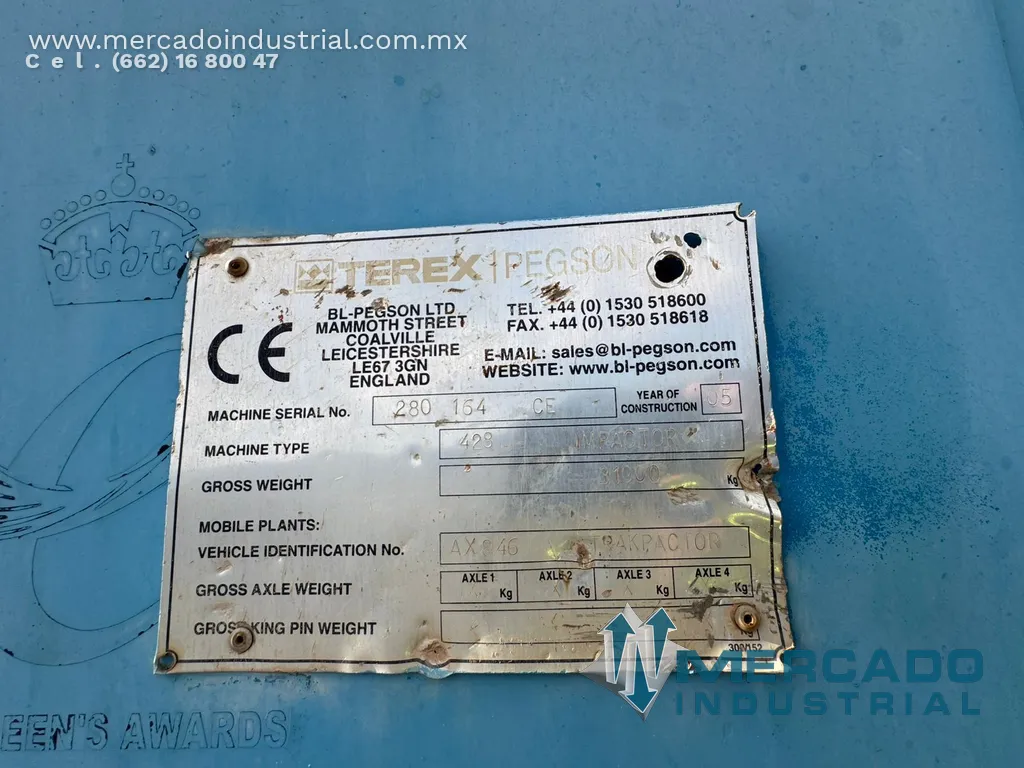 www.mercadoindustrial.com.mx
Cel. (662) 16 800 47
TEREX | PEGSON
BL-PEGSON LTD
MAMMOTH STREET
COALVILLE
LEICESTERSHIRE
LE67 3GN
ENGLAND
TEL. +44 (0) 1530 518600
FAX. +44 (0) 1530 518618
E-MAIL: sales@bl-pegson.com
WEBSITE: www.bl-pegson.com
CE
MACHINE SERIAL No. 280 164 CE
YEAR OF CONSTRUCTION 05
MACHINE TYPE 428
GROSS WEIGHT Kg
MOBILE PLANTS:
VEHICLE IDENTIFICATION No. TRAKPACTOR
AXLE 1 AXLE 2 AXLE 3 AXLE 4
GROSS AXLE WEIGHT Kg Kg Kg Kg
GROSS KING PIN WEIGHT Kg
300/152
MERCADO
INDUSTRIAL
EEN'S AWARDS